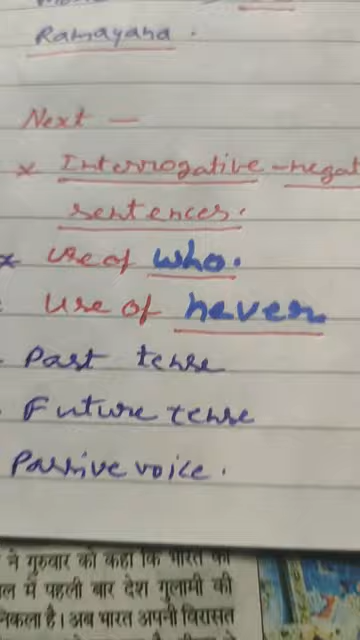 Ramayana.
Next —
× Interrogative - negat
sentences.
× Use of who.
Use of never.
Past tense
Future tense
Passive voice.
ने गुरुवार को कहा कि भारत का
ल में पहली बार देश गुलामी की
निकला है। अब भारत अपनी विरासत